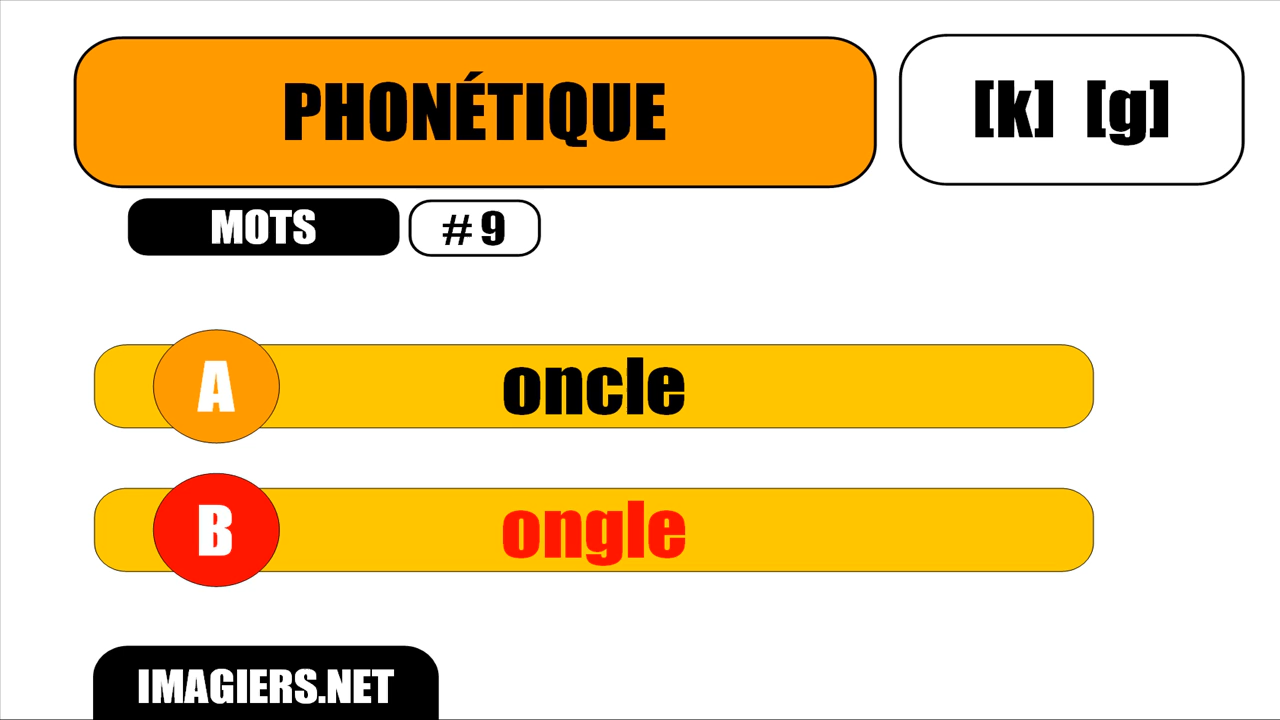 PHONÉTIQUE
[k] [g]
MOTS
# 9
A
oncle
B
ongle
IMAGIERS.NET